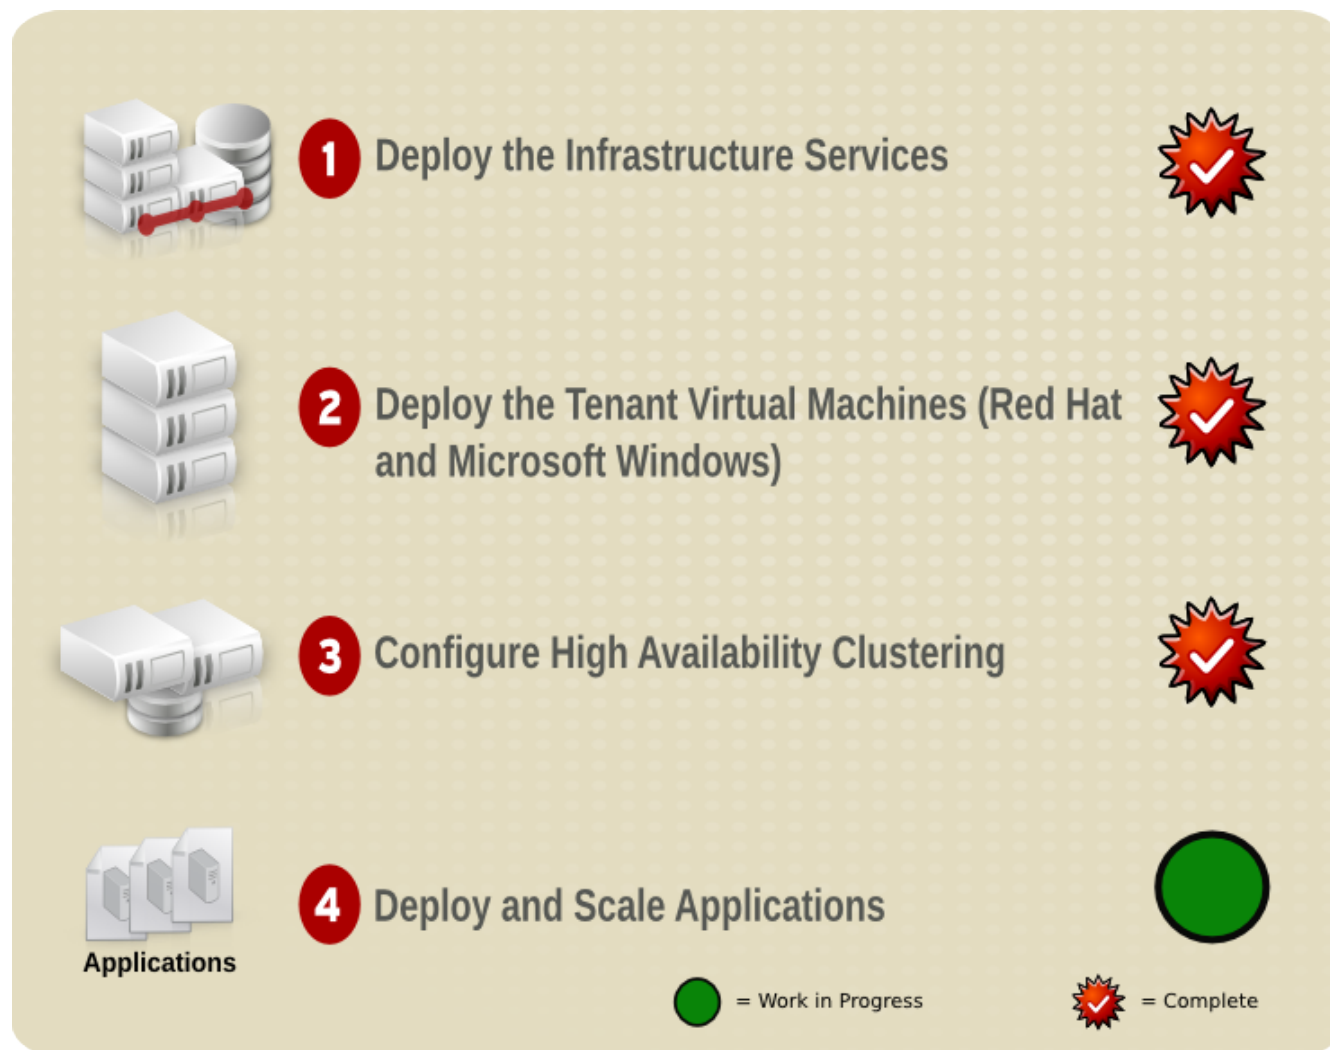 1 Deploy the Infrastructure Services
2 Deploy the Tenant Virtual Machines (Red Hat
and Microsoft Windows)
3 Configure High Availability Clustering
4 Deploy and Scale Applications
Applications
= Work in Progress = Complete